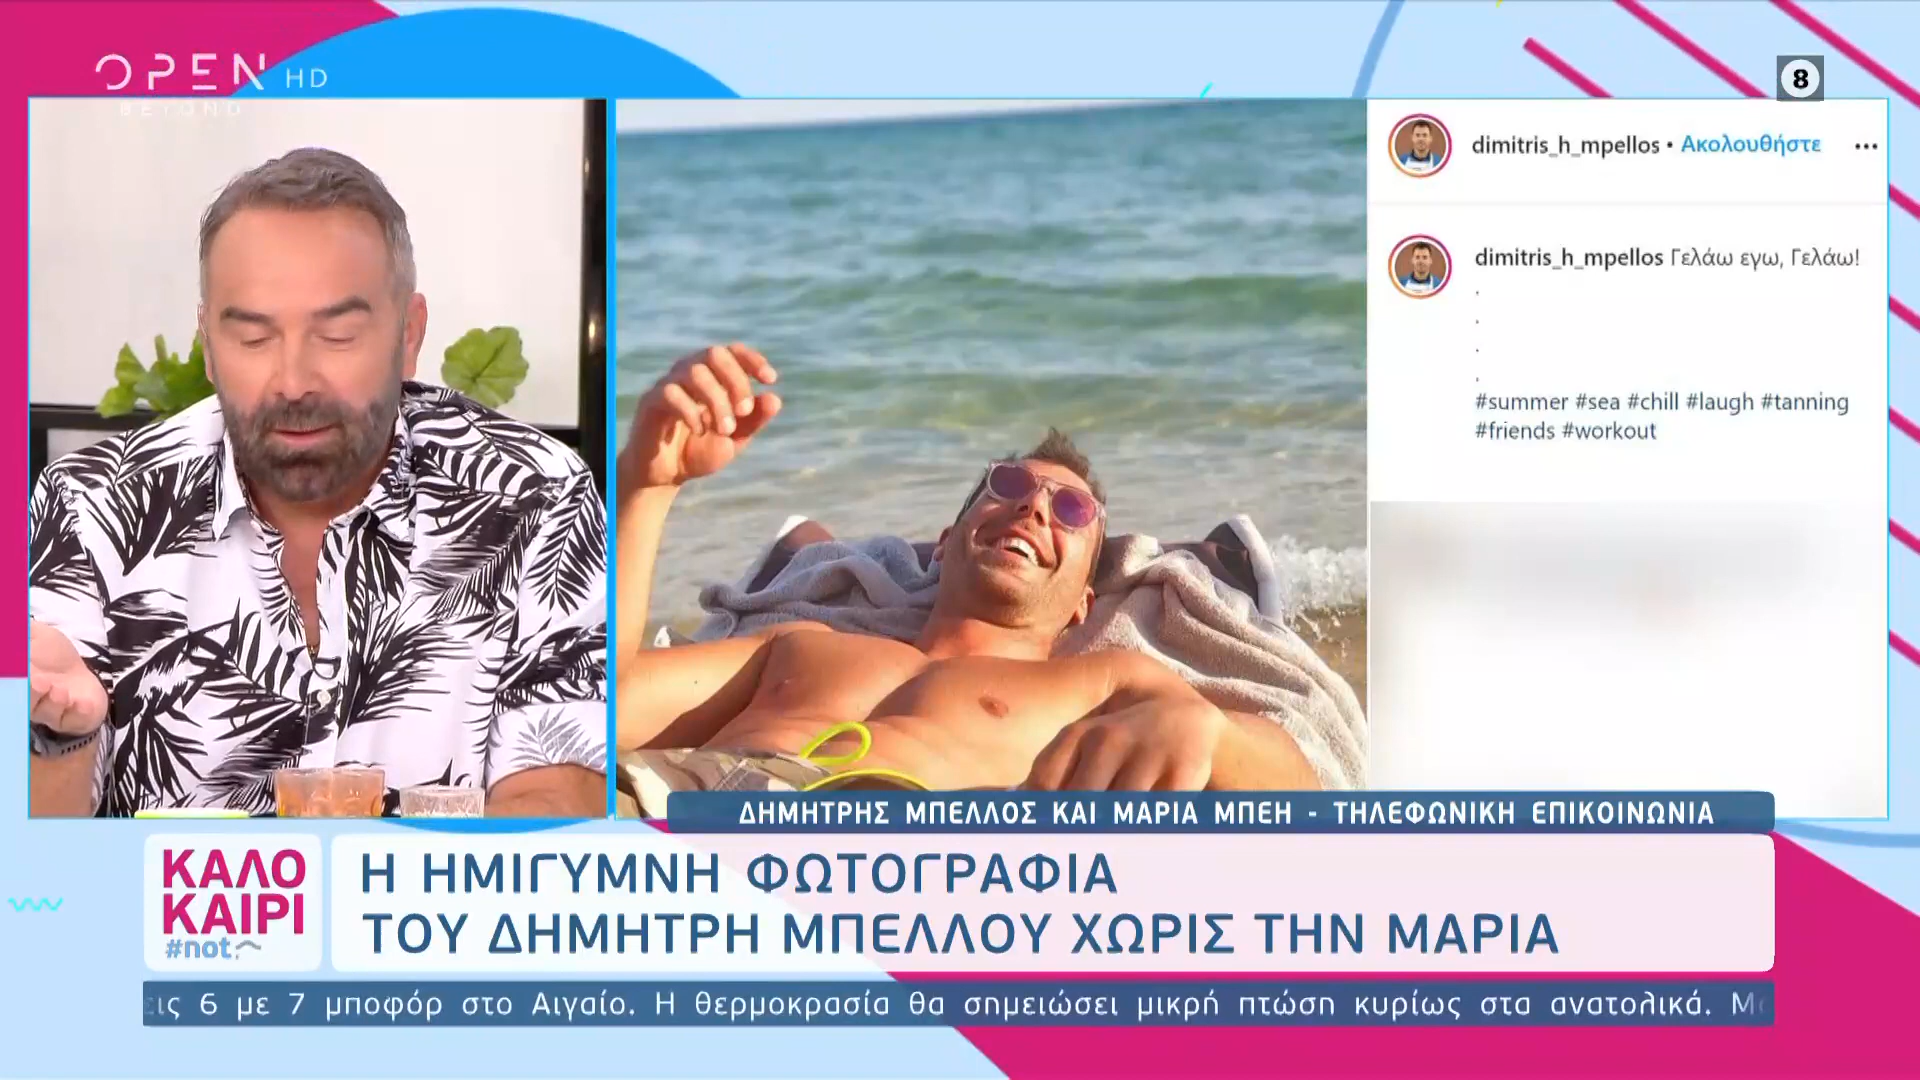 OPEN HD
BEYOND
8
dimitris_h_mpellos • Ακολουθήστε ...
dimitris_h_mpellos Γελάω εγω, Γελάω!
.
.
.
.
#summer #sea #chill #laugh #tanning
#friends #workout
ΔΗΜΗΤΡΗΣ ΜΠΕΛΛΟΣ ΚΑΙ ΜΑΡΙΑ ΜΠΕΗ - ΤΗΛΕΦΩΝΙΚΗ ΕΠΙΚΟΙΝΩΝΙΑ
ΚΑΛΟ
ΚΑΙΡΙ
#not
Η ΗΜΙΓΥΜΝΗ ΦΩΤΟΓΡΑΦΙΑ
ΤΟΥ ΔΗΜΗΤΡΗ ΜΠΕΛΛΟΥ ΧΩΡΙΣ ΤΗΝ ΜΑΡΙΑ
6 με 7 μποφόρ στο Αιγαίο. Η θερμοκρασία θα σημειώσει μικρή πτώση κυρίως στα ανατολικά.